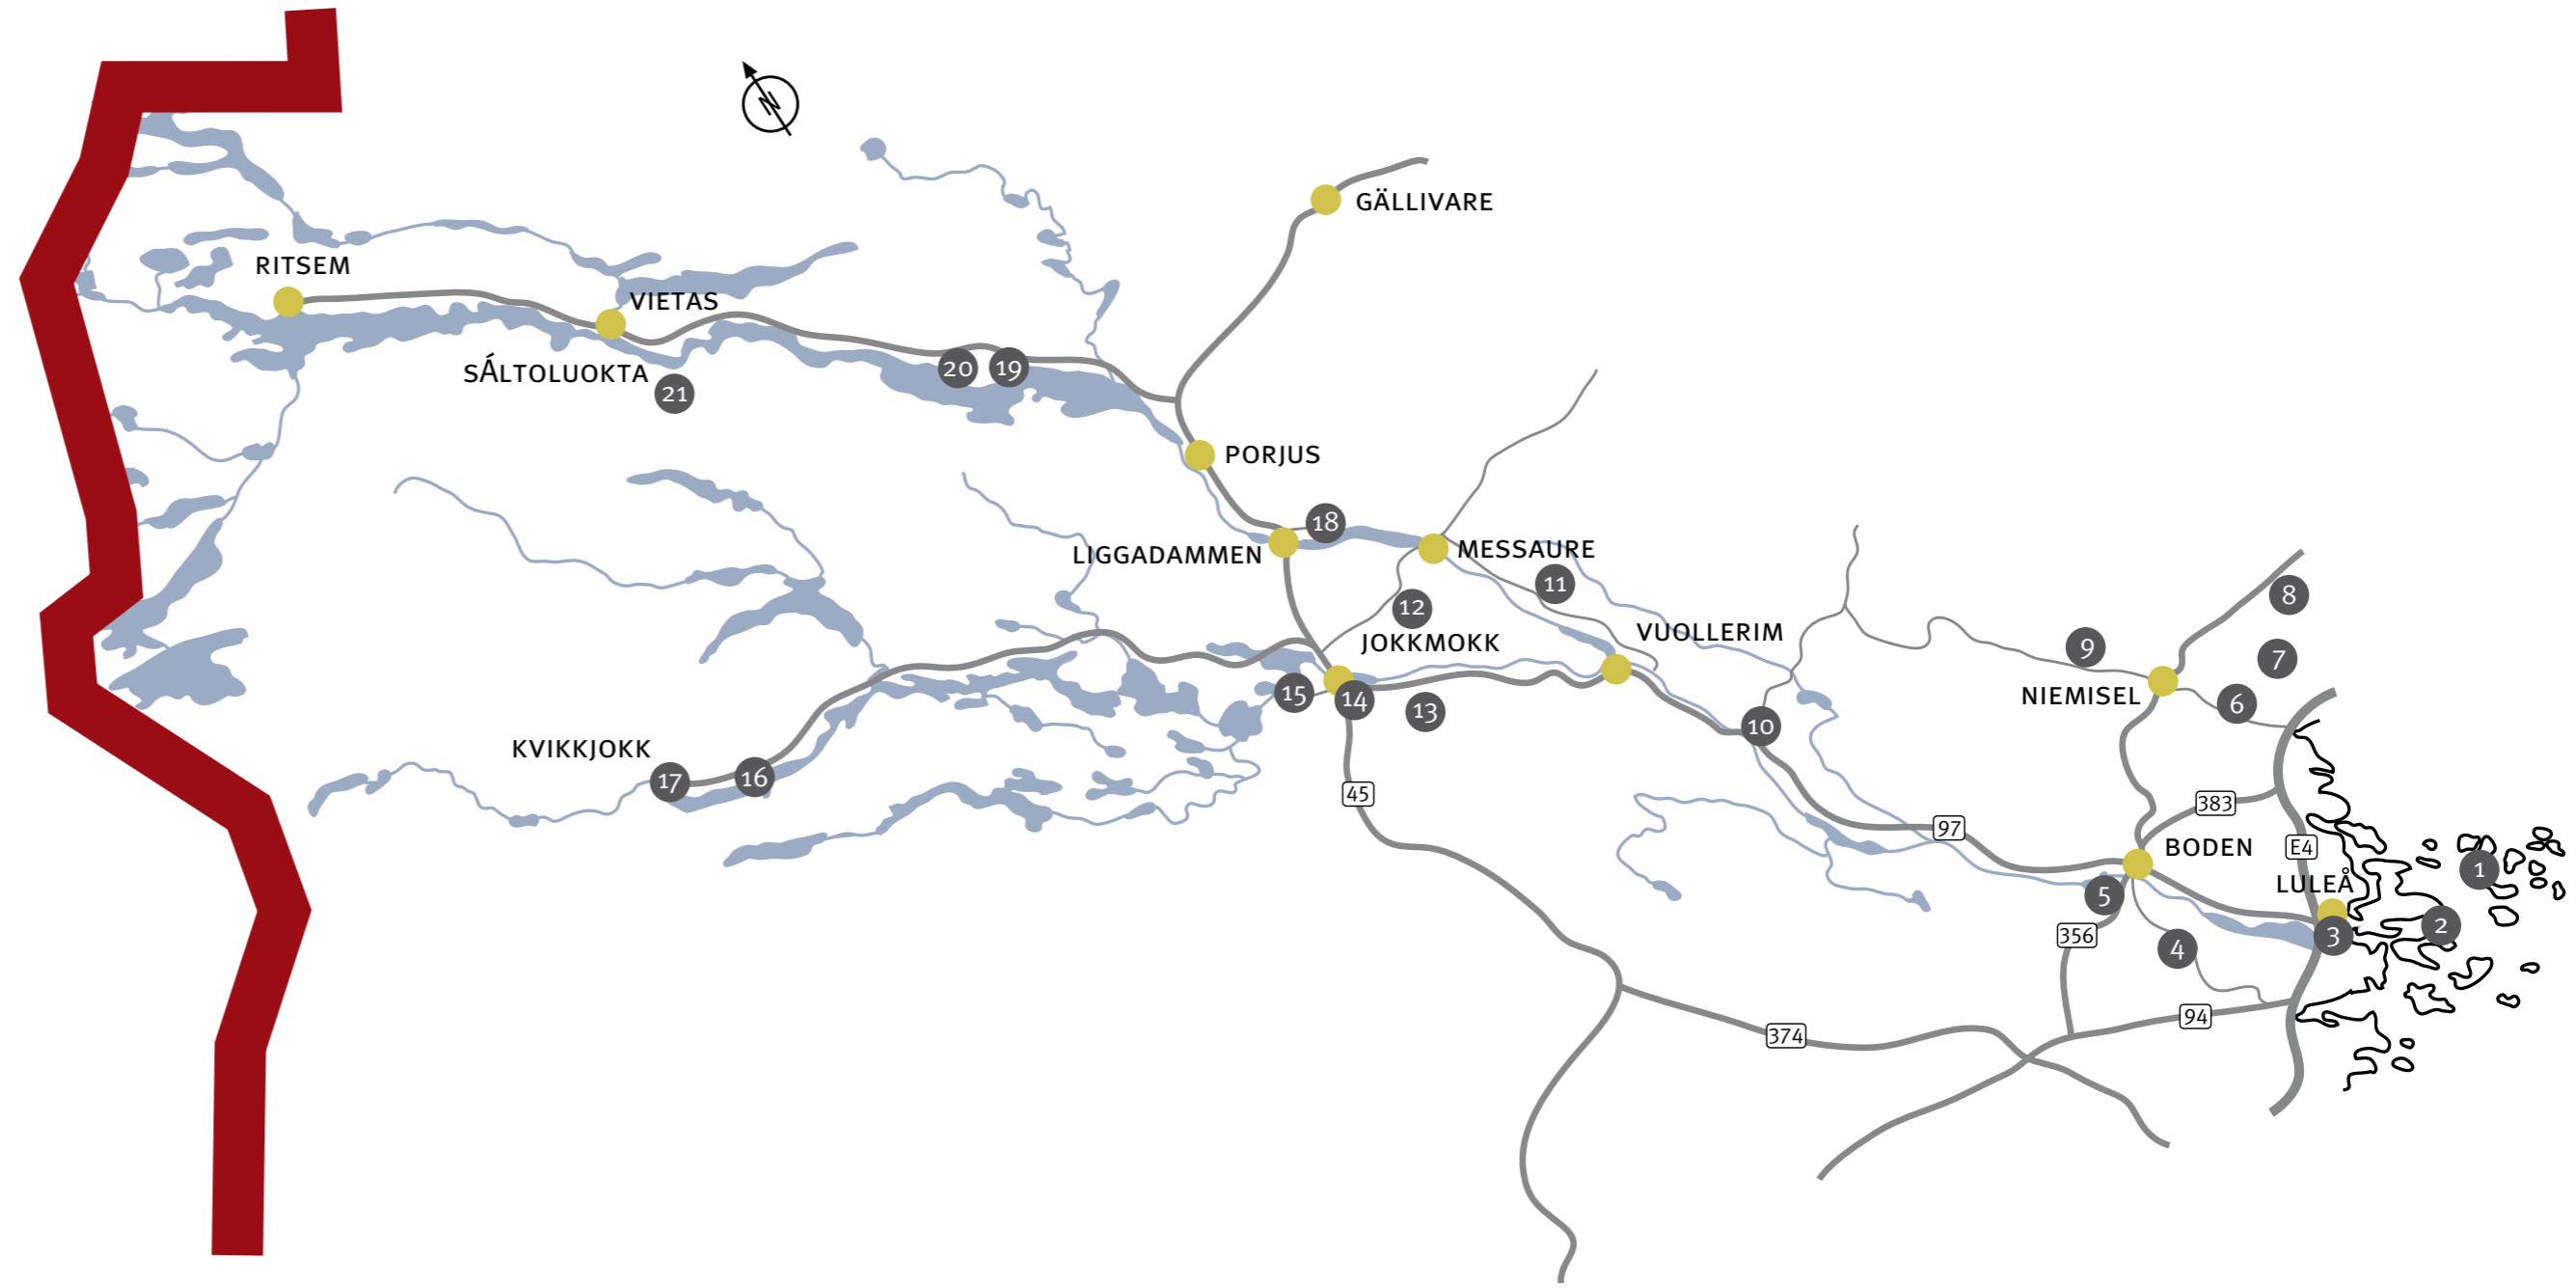 N
GÄLLIVARE
RITSEM
VIETAS
SÁLTOLUOKTA
20
19
21
PORJUS
18
LIGGADAMMEN
MESSAURE
11
12
8
JOKKMOKK
VUOLLERIM
9
7
NIEMISEL
15
14
13
6
10
KVIKKJOKK
17
16
45
383
97
BODEN
E4
1
LULEÅ
5
2
356
3
4
94
374